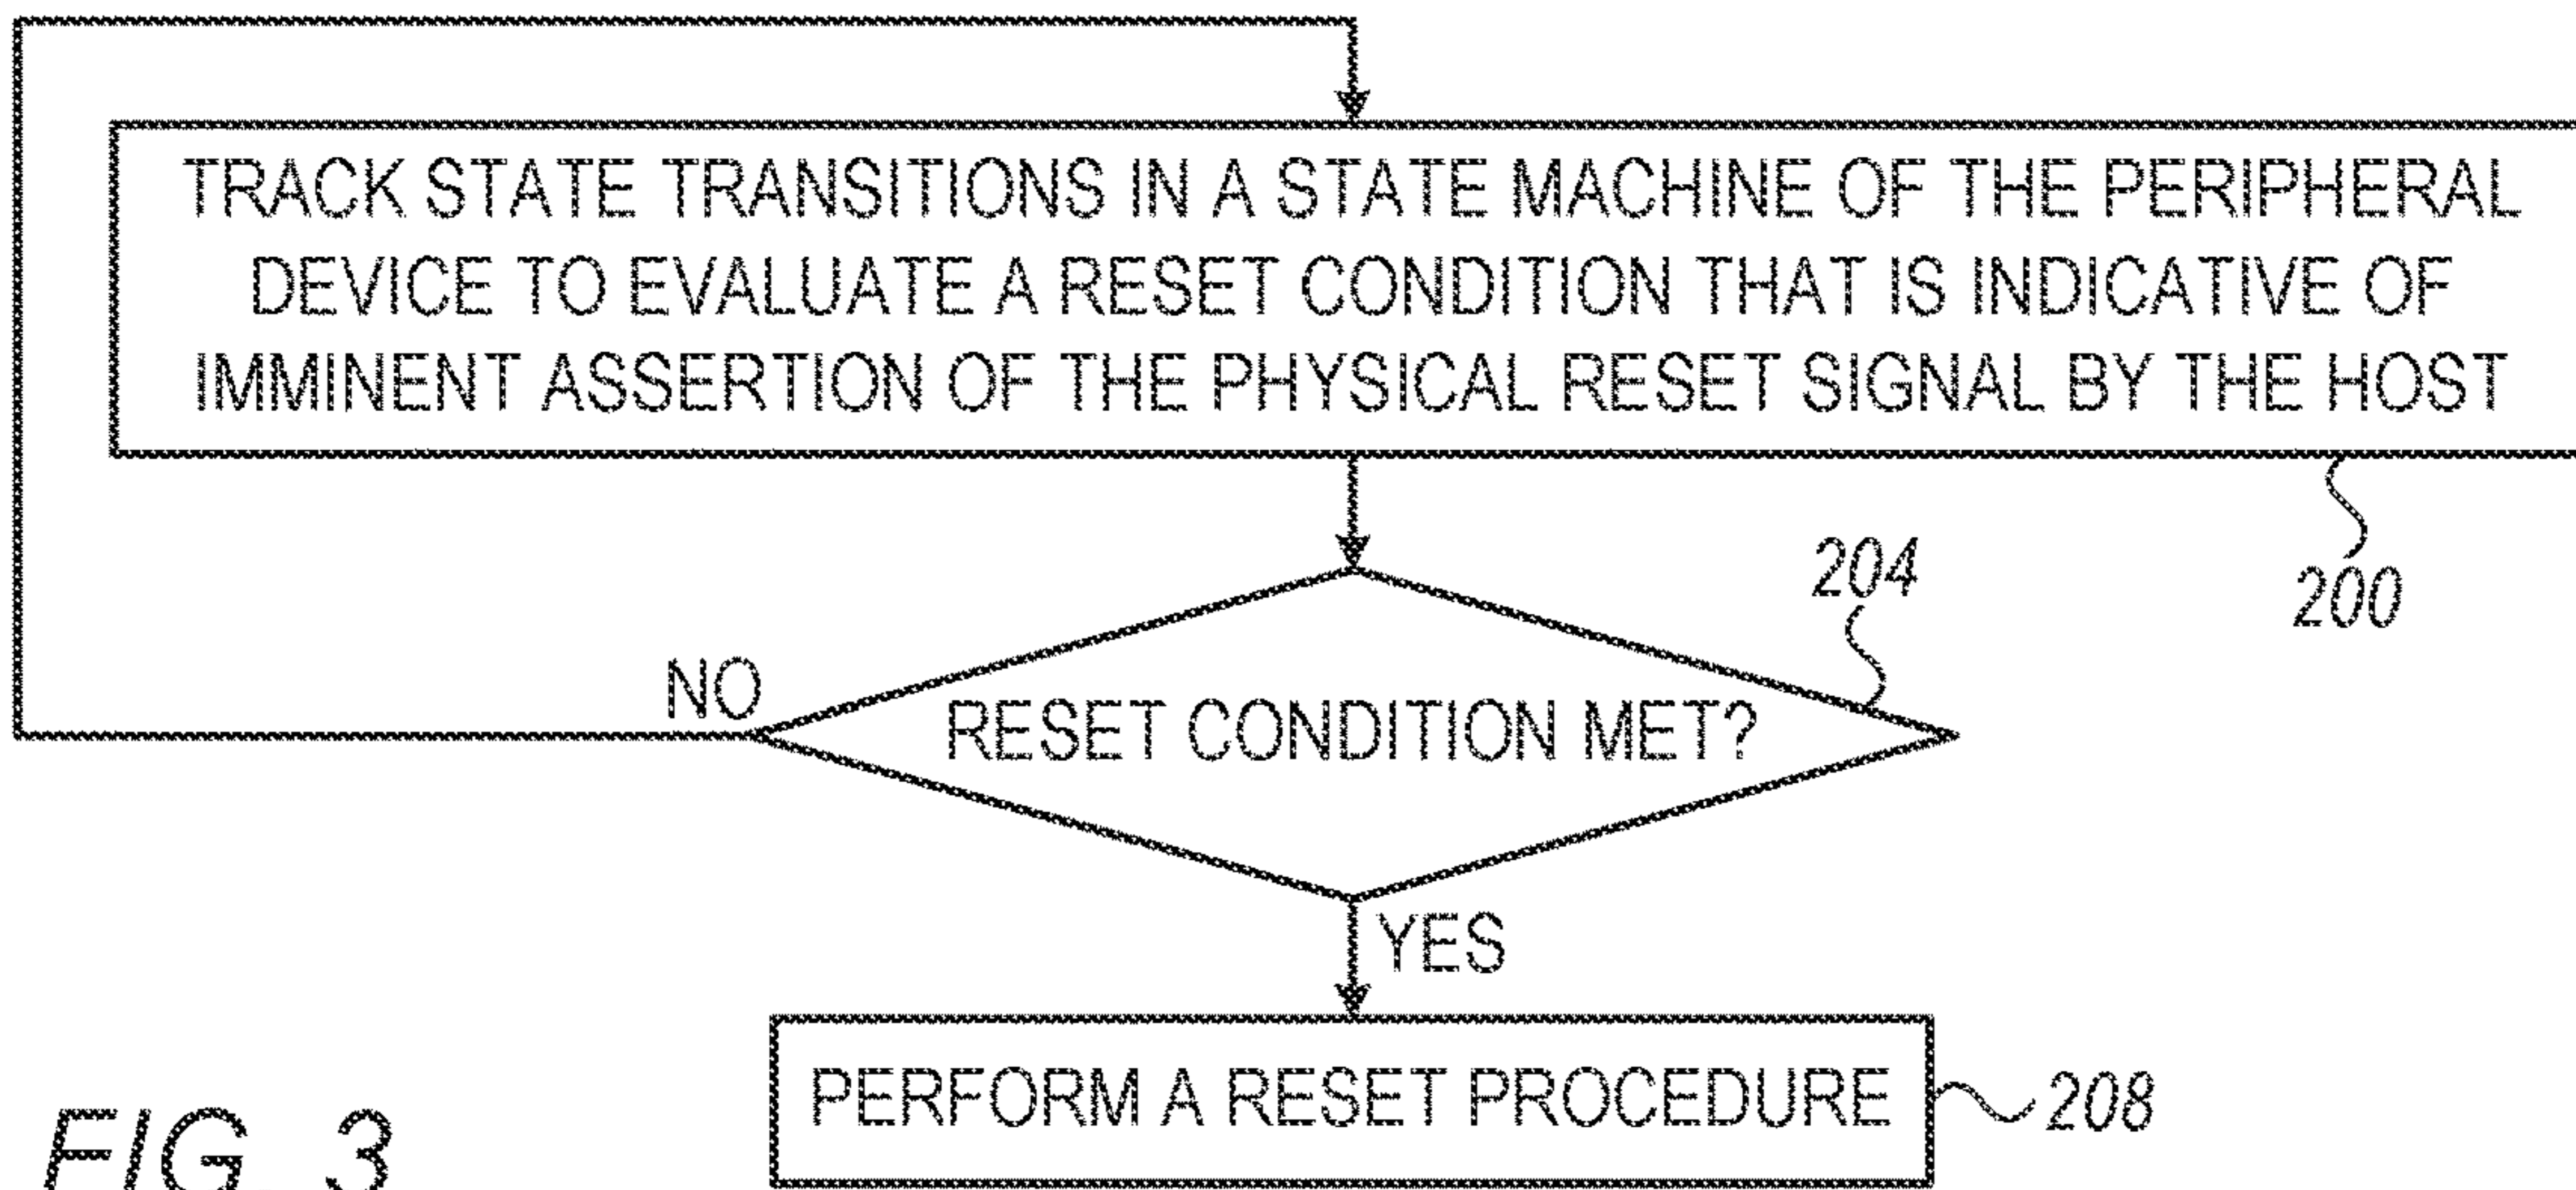 TRACK STATE TRANSITIONS IN A STATE MACHINE OF THE PERIPHERAL
DEVICE TO EVALUATE A RESET CONDITION THAT IS INDICATIVE OF
IMMINENT ASSERTION OF THE PHYSICAL RESET SIGNAL BY THE HOST
204
200
NO
RESET CONDITION MET?
YES
PERFORM A RESET PROCEDURE
208
FIG. 3